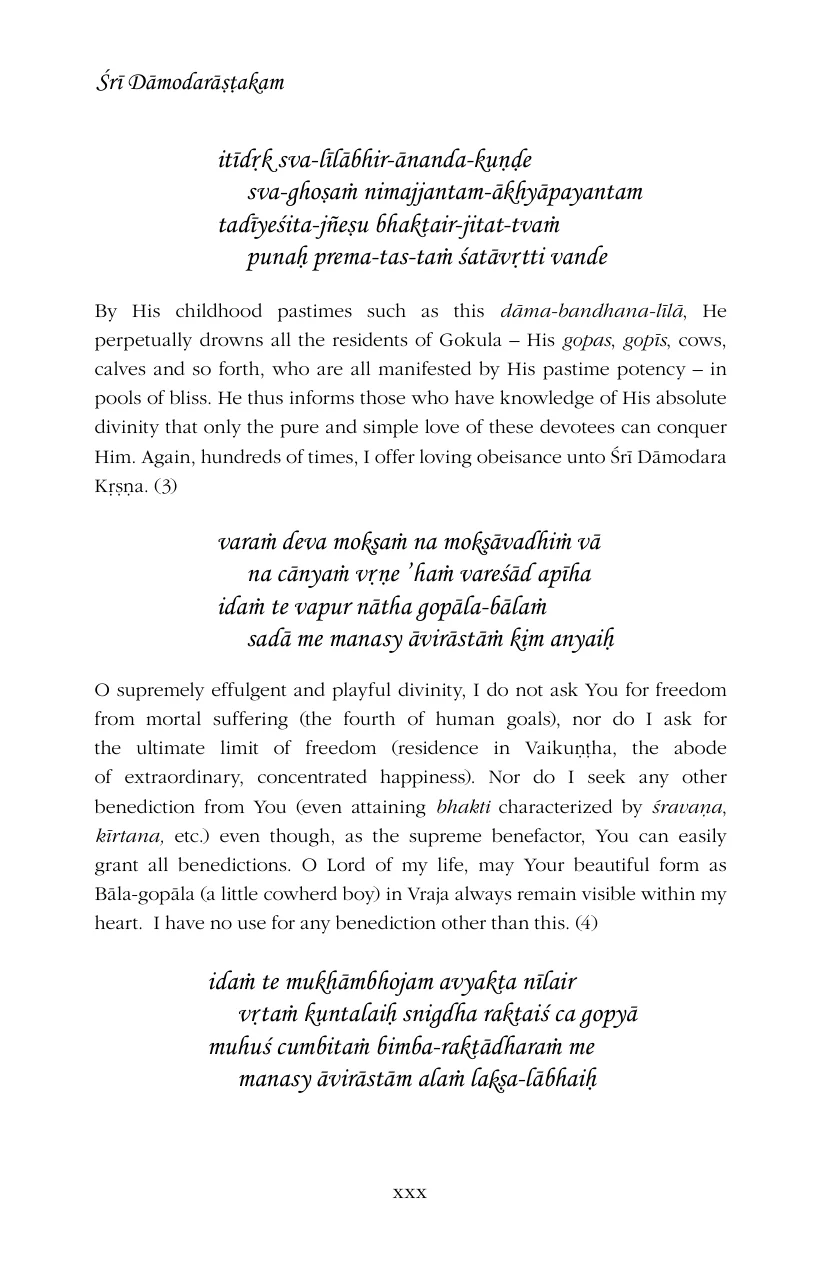 Śrī Dāmodarāṣṭakam
itīdṛk sva-līlābhir-ānanda-kuṇḍe
sva-ghoṣaṁ nimajjantam-ākhyāpayantam
tadīyeśita-jñeṣu bhaktair-jitat-tvaṁ
punaḥ prema-tas-taṁ śatāvṛtti vande
By His childhood pastimes such as this dāma-bandhana-līlā, He
perpetually drowns all the residents of Gokula – His gopas, gopīs, cows,
calves and so forth, who are all manifested by His pastime potency – in
pools of bliss. He thus informs those who have knowledge of His absolute
divinity that only the pure and simple love of these devotees can conquer
Him. Again, hundreds of times, I offer loving obeisance unto Śrī Dāmodara
Kṛṣṇa. (3)
varaṁ deva mokṣaṁ na mokṣāvadhiṁ vā
na cānyaṁ vṛṇe ’haṁ vareśād apīha
idaṁ te vapur nātha gopāla-bālaṁ
sadā me manasy āvirāstāṁ kim anyaiḥ
O supremely effulgent and playful divinity, I do not ask You for freedom
from mortal suffering (the fourth of human goals), nor do I ask for
the ultimate limit of freedom (residence in Vaikuṇṭha, the abode
of extraordinary, concentrated happiness). Nor do I seek any other
benediction from You (even attaining bhakti characterized by śravaṇa,
kīrtana, etc.) even though, as the supreme benefactor, You can easily
grant all benedictions. O Lord of my life, may Your beautiful form as
Bāla-gopāla (a little cowherd boy) in Vraja always remain visible within my
heart. I have no use for any benediction other than this. (4)
idaṁ te mukhāmbhojam avyakta nīlair
vṛtaṁ kuntalaiḥ snigdha raktaiś ca gopyā
muhuś cumbitaṁ bimba-raktādharaṁ me
manasy āvirāstām alaṁ lakṣa-lābhaiḥ
xxx